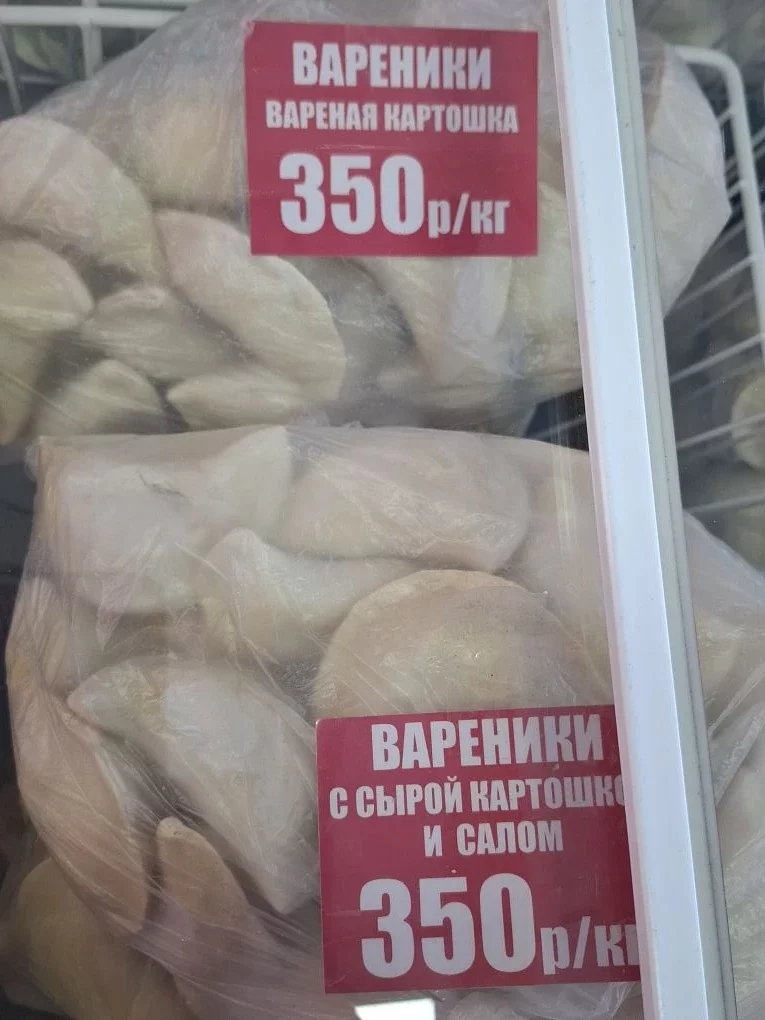 ВАРЕНИКИ
ВАРЕНАЯ КАРТОШКА
350р/кг
ВАРЕНИКИ
С СЫРОЙ КАРТОШКО
И САЛОМ
350р/кг